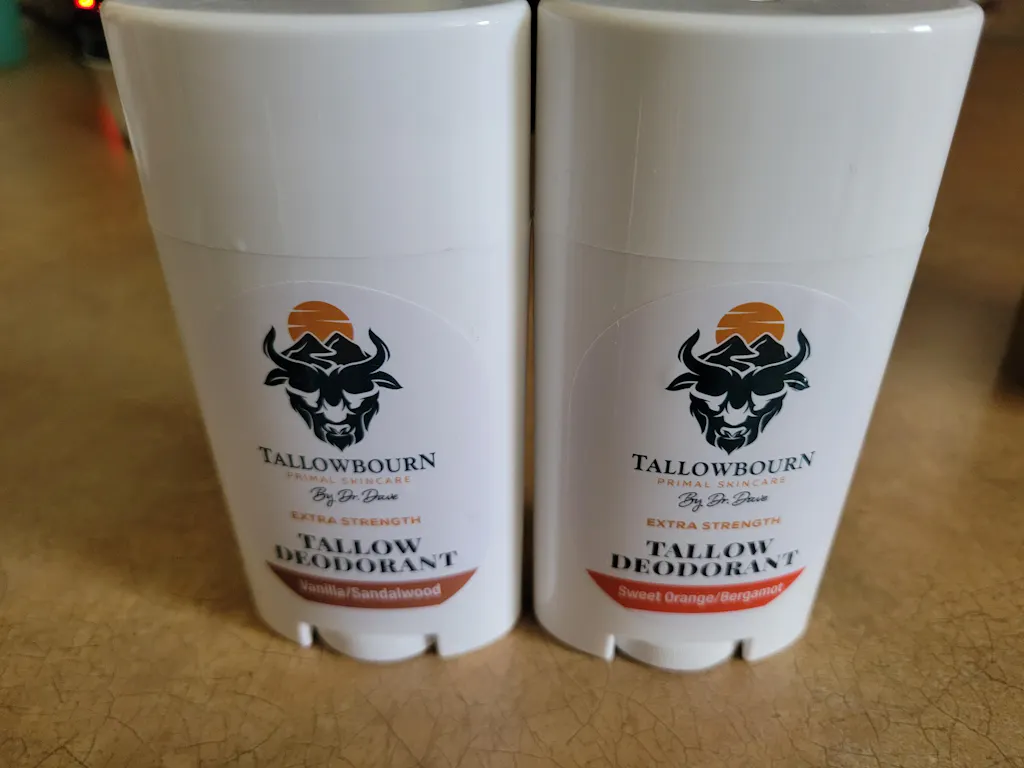 TALLOWBOURN
PRIMAL SKINCARE
By Dr. Dave
EXTRA STRENGTH
TALLOW
DEODORANT
Vanilla/Sandalwood
TALLOWBOURN
PRIMAL SKINCARE
By Dr. Dave
EXTRA STRENGTH
TALLOW
DEODORANT
Sweet Orange/Bergamot